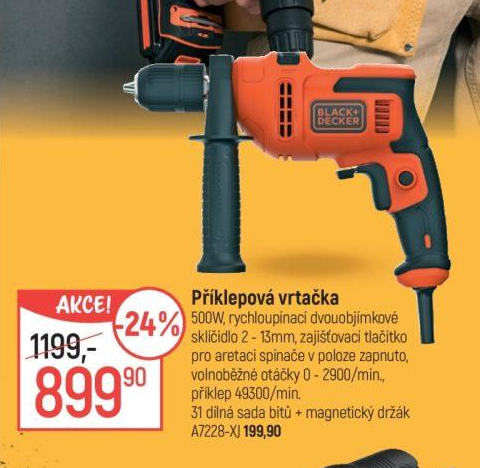 BLACK+
DECKER
AKCE!
-24%
1199,-
899 90
Příklepová vrtačka
500W, rychloupínací dvouobjímkové
sklíčidlo 2 - 13mm, zajišťovací tlačítko
pro aretaci spínače v poloze zapnuto,
volnoběžné otáčky 0 - 2900/min.,
příklep 49300/min.
31 dílná sada bitů + magnetický držák
A7228-XJ 199,90